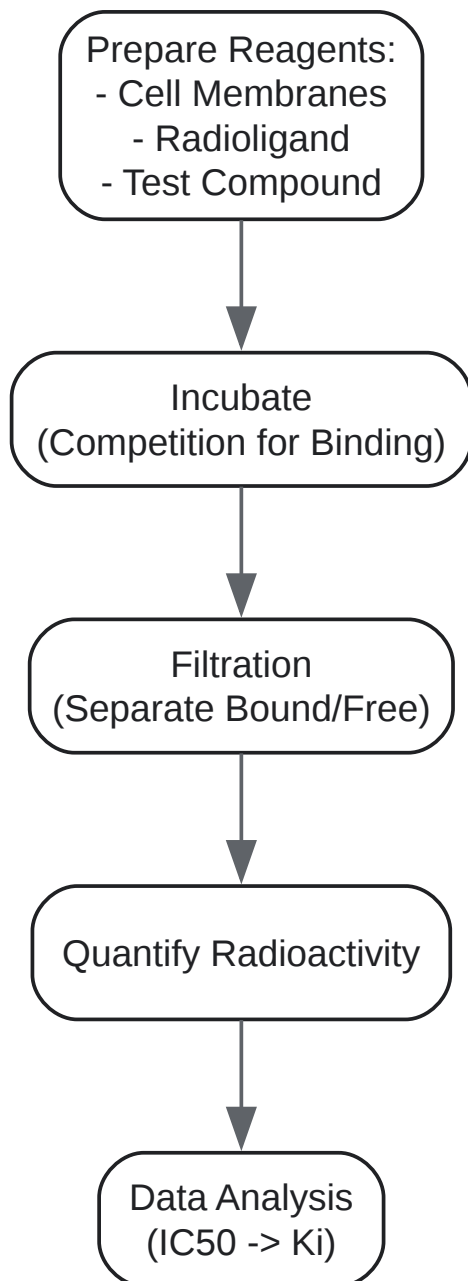 Prepare Reagents:
- Cell Membranes
- Radioligand
- Test Compound
Incubate
(Competition for Binding)
Filtration
(Separate Bound/Free)
Quantify Radioactivity
Data Analysis
(IC50 -> Ki)